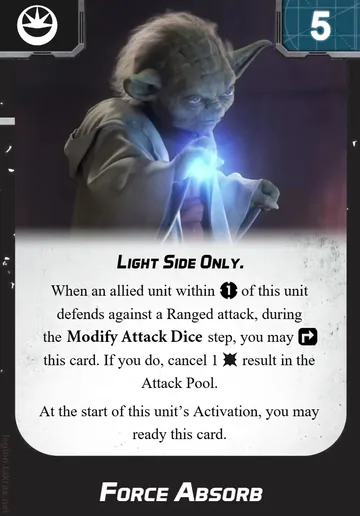 5
LIGHT SIDE ONLY.
When an allied unit within 1 of this unit
defends against a Ranged attack, during
the Modify Attack Dice step, you may
this card. If you do, cancel 1 result in the
Attack Pool.
At the start of this unit's Activation, you may
ready this card.
FORCE ABSORB